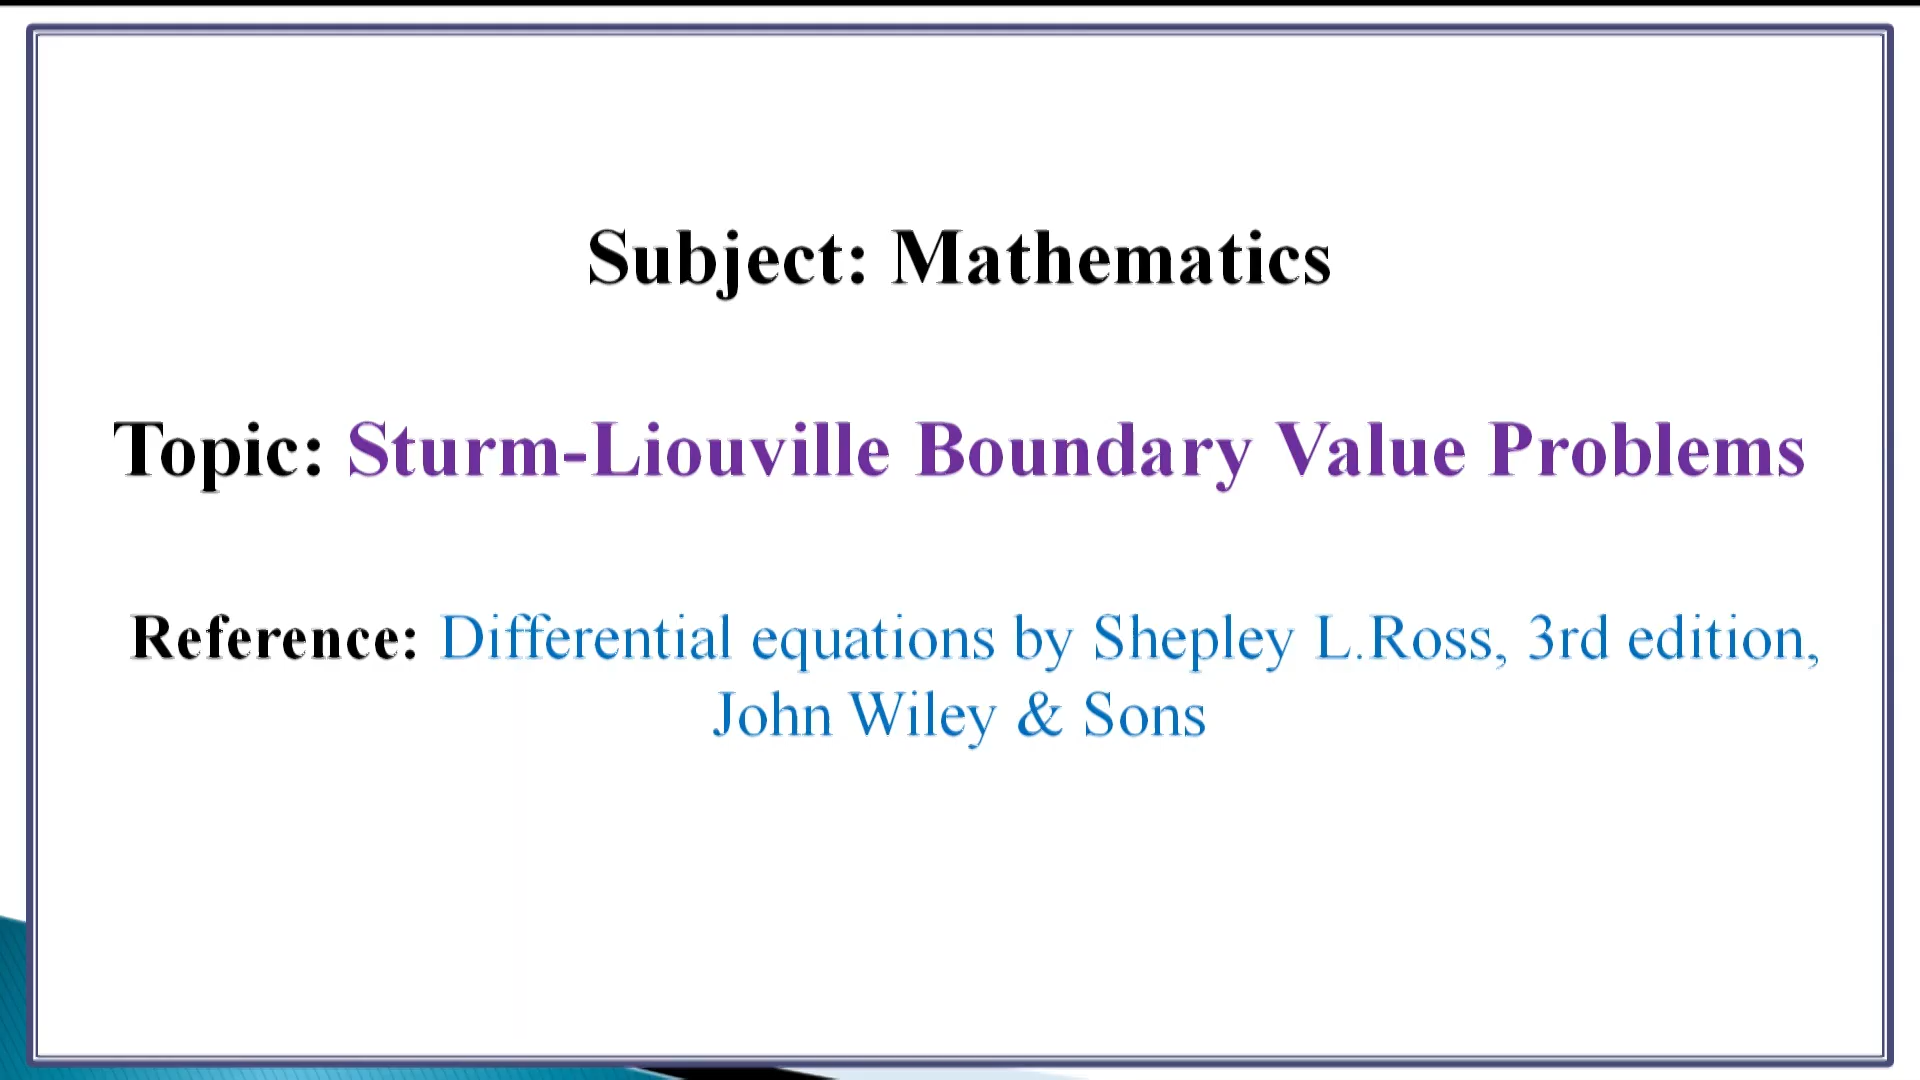 Subject: Mathematics
Topic: Sturm-Liouville Boundary Value Problems
Reference: Differential equations by Shepley L.Ross, 3rd edition,
John Wiley & Sons